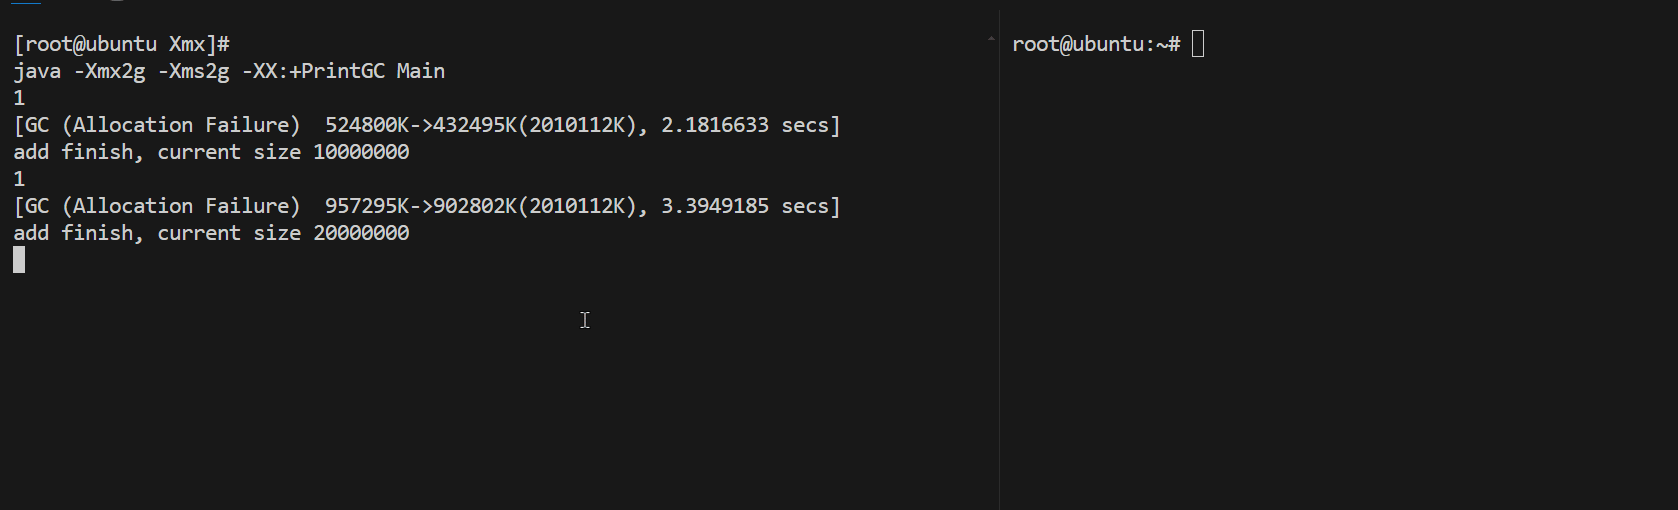 [root@ubuntu Xmx]#
java -Xmx2g -Xms2g -XX:+PrintGC Main
1
[GC (Allocation Failure)  524800K->432495K(2010112K), 2.1816633 secs]
add finish, current size 10000000
1
[GC (Allocation Failure)  957295K->902802K(2010112K), 3.3949185 secs]
add finish, current size 20000000
root@ubuntu:~#